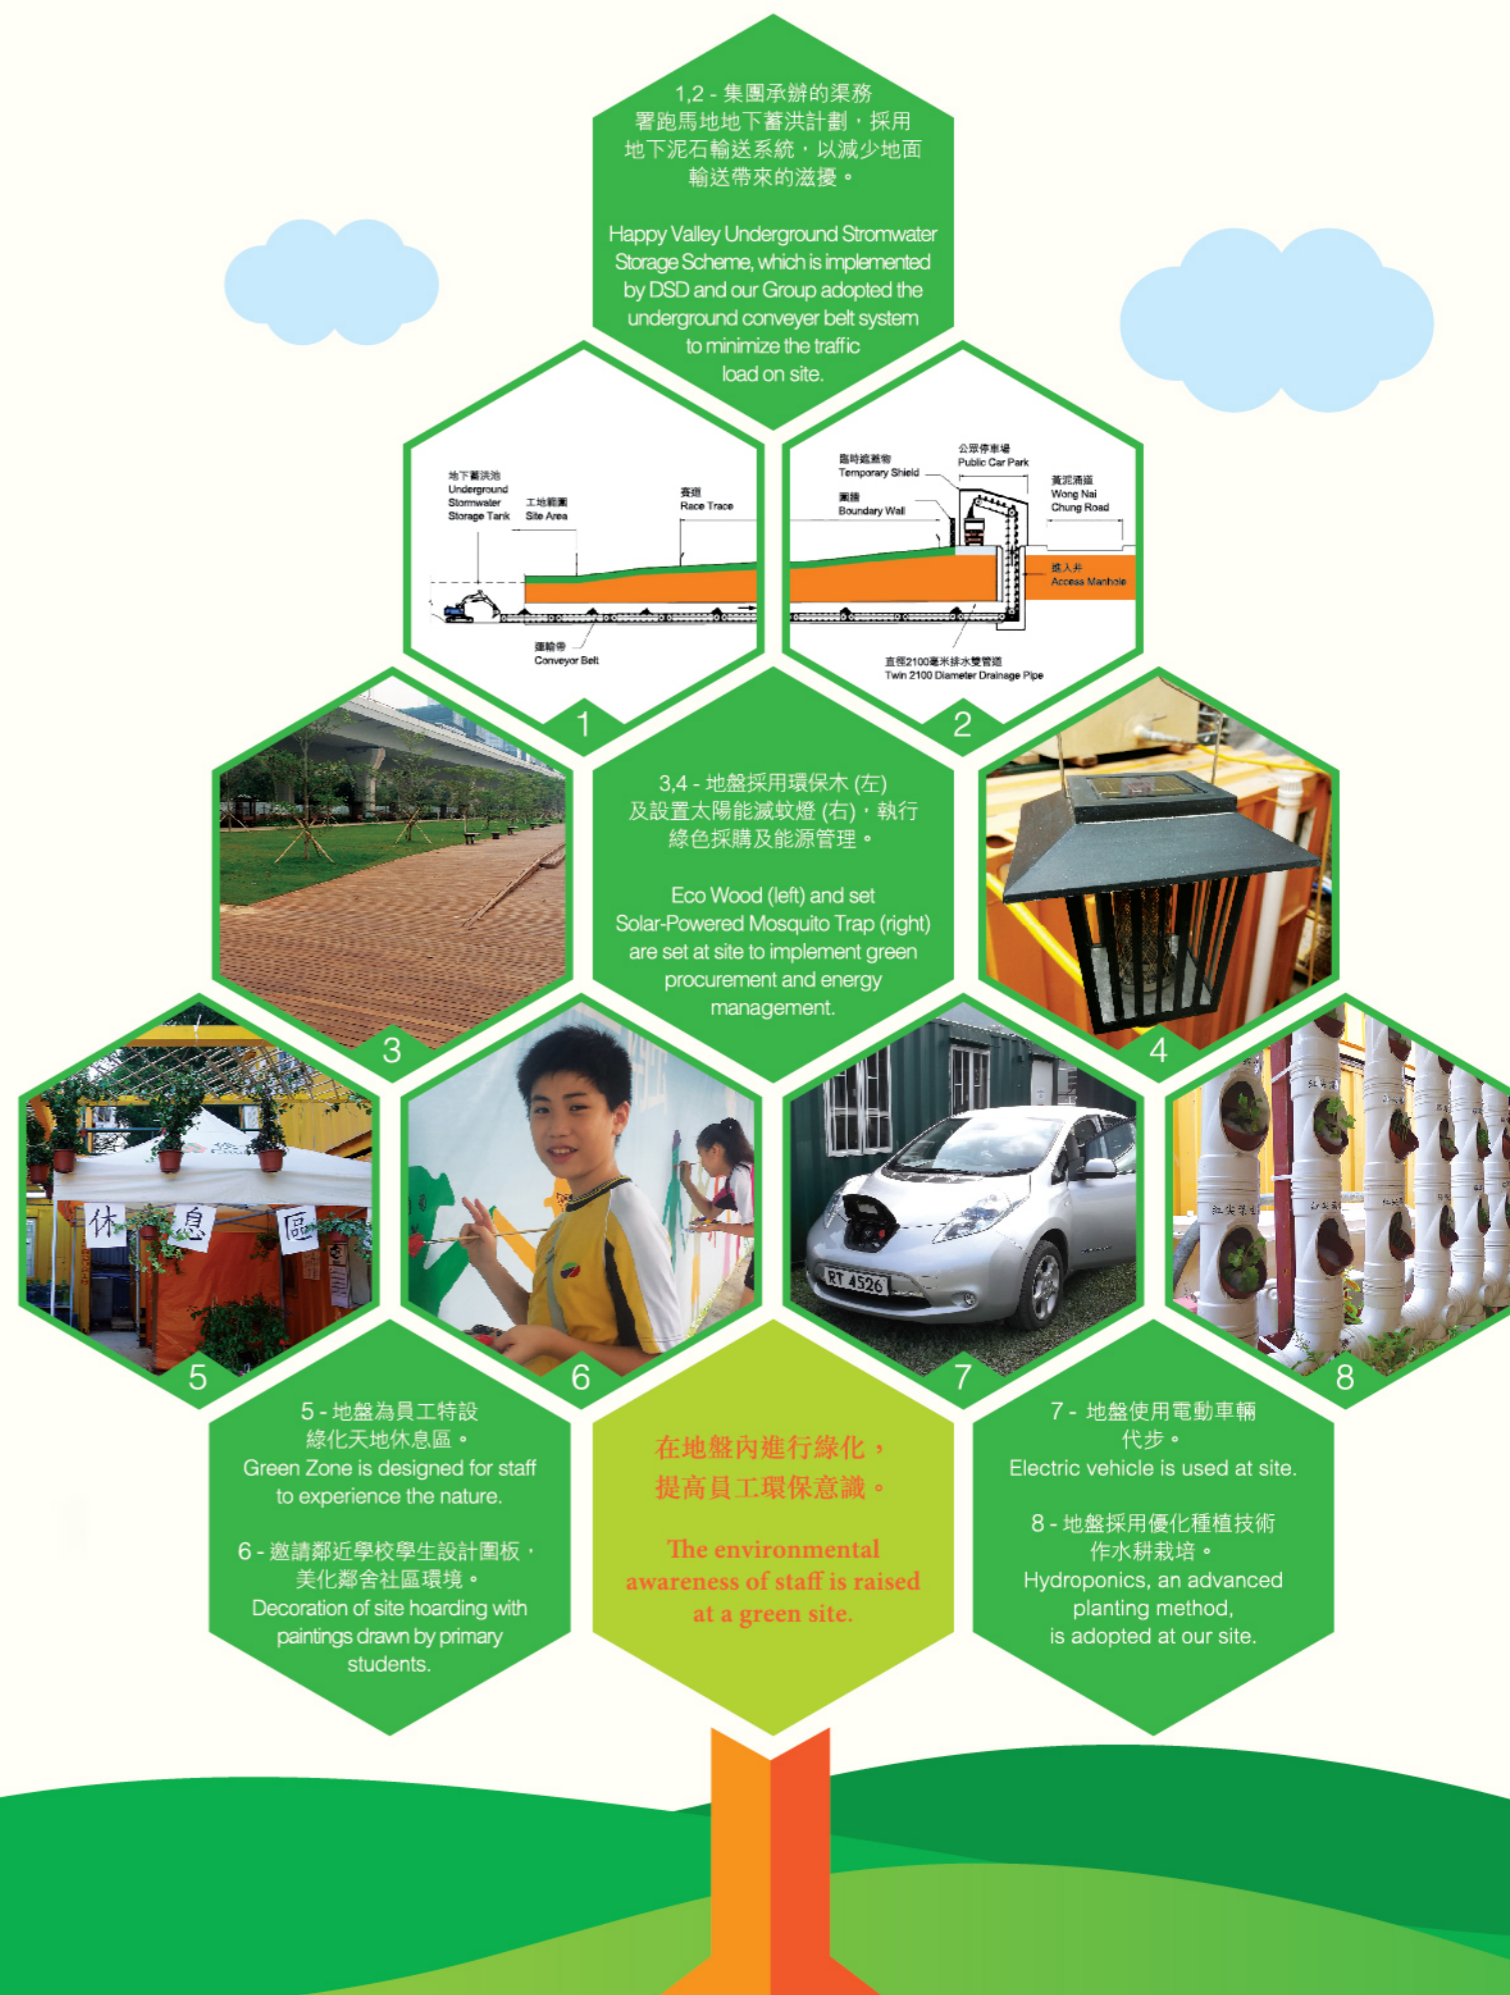 1,2 - 集團承辦的渠務
署跑馬地地下蓄洪計劃，採用
地下泥石輸送系統，以減少地面
輸送帶來的滋擾。
Happy Valley Underground Stromwater
Storage Scheme, which is implemented
by DSD and our Group adopted the
underground conveyer belt system
to minimize the traffic
load on site.
地下蓄洪池
Underground
Stormwater
Storage Tank
工地範圍
Site Area
賽道
Race Trace
運輸帶
Conveyor Belt
1
臨時遮蓋物
Temporary Shield
圍牆
Boundary Wall
公眾停車場
Public Car Park
黃泥涌道
Wong Nai
Chung Road
進入井
Access Manhole
直徑2100毫米排水雙管道
Twin 2100 Diameter Drainage Pipe
2
3,4 - 地盤採用環保木 (左)
及設置太陽能滅蚊燈 (右)，執行
綠色採購及能源管理。
Eco Wood (left) and set
Solar-Powered Mosquito Trap (right)
are set at site to implement green
procurement and energy
management.
3
4
休息區
5
6
RT 4526
7
8
5 - 地盤為員工特設
綠化天地休息區。
Green Zone is designed for staff
to experience the nature.
6 - 邀請鄰近學校學生設計圍板，
美化鄰舍社區環境。
Decoration of site hoarding with
paintings drawn by primary
students.
在地盤內進行綠化，
提高員工環保意識。
The environmental
awareness of staff is raised
at a green site.
7 - 地盤使用電動車輛
代步。
Electric vehicle is used at site.
8 - 地盤採用優化種植技術
作水耕栽培。
Hydroponics, an advanced
planting method,
is adopted at our site.